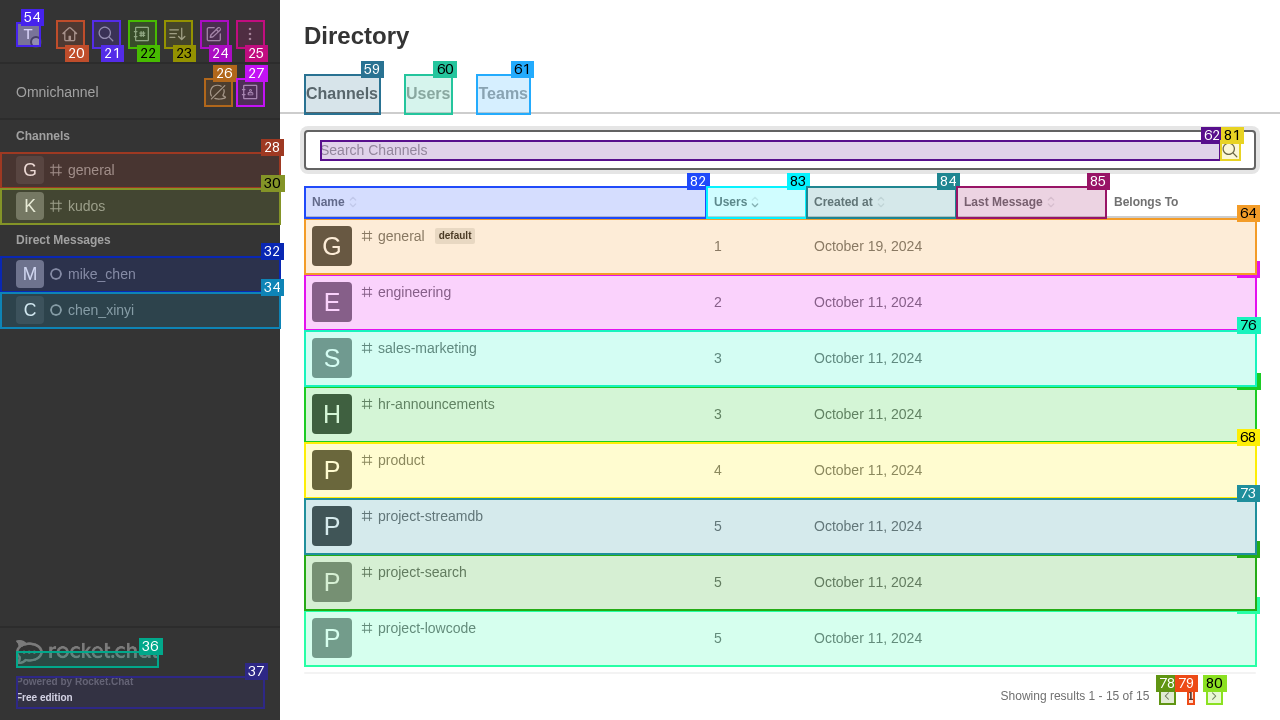 54
T
20
21
22
23
24
25
Omnichannel
26
27
Channels
28
G general
30
K kudos
Direct Messages
32
M mike_chen
34
C chen_xinyi
36
rocket.chat
37
Powered by Rocket.Chat
Free edition
Directory
59
60
61
Channels Users Teams
62 81
Search Channels
82 83 84 85
Name Users Created at Last Message Belongs To
64
G general default 1 October 19, 2024
E engineering 2 October 11, 2024
76
S sales-marketing 3 October 11, 2024
H hr-announcements 3 October 11, 2024
68
P product 4 October 11, 2024
73
P project-streamdb 5 October 11, 2024
P project-search 5 October 11, 2024
P project-lowcode 5 October 11, 2024
78 79 80
Showing results 1 - 15 of 15 1